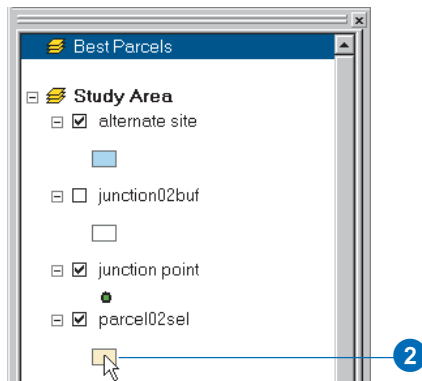 Best Parcels
Study Area
alternate site
junction02buf
junction point
parcel02sel
2